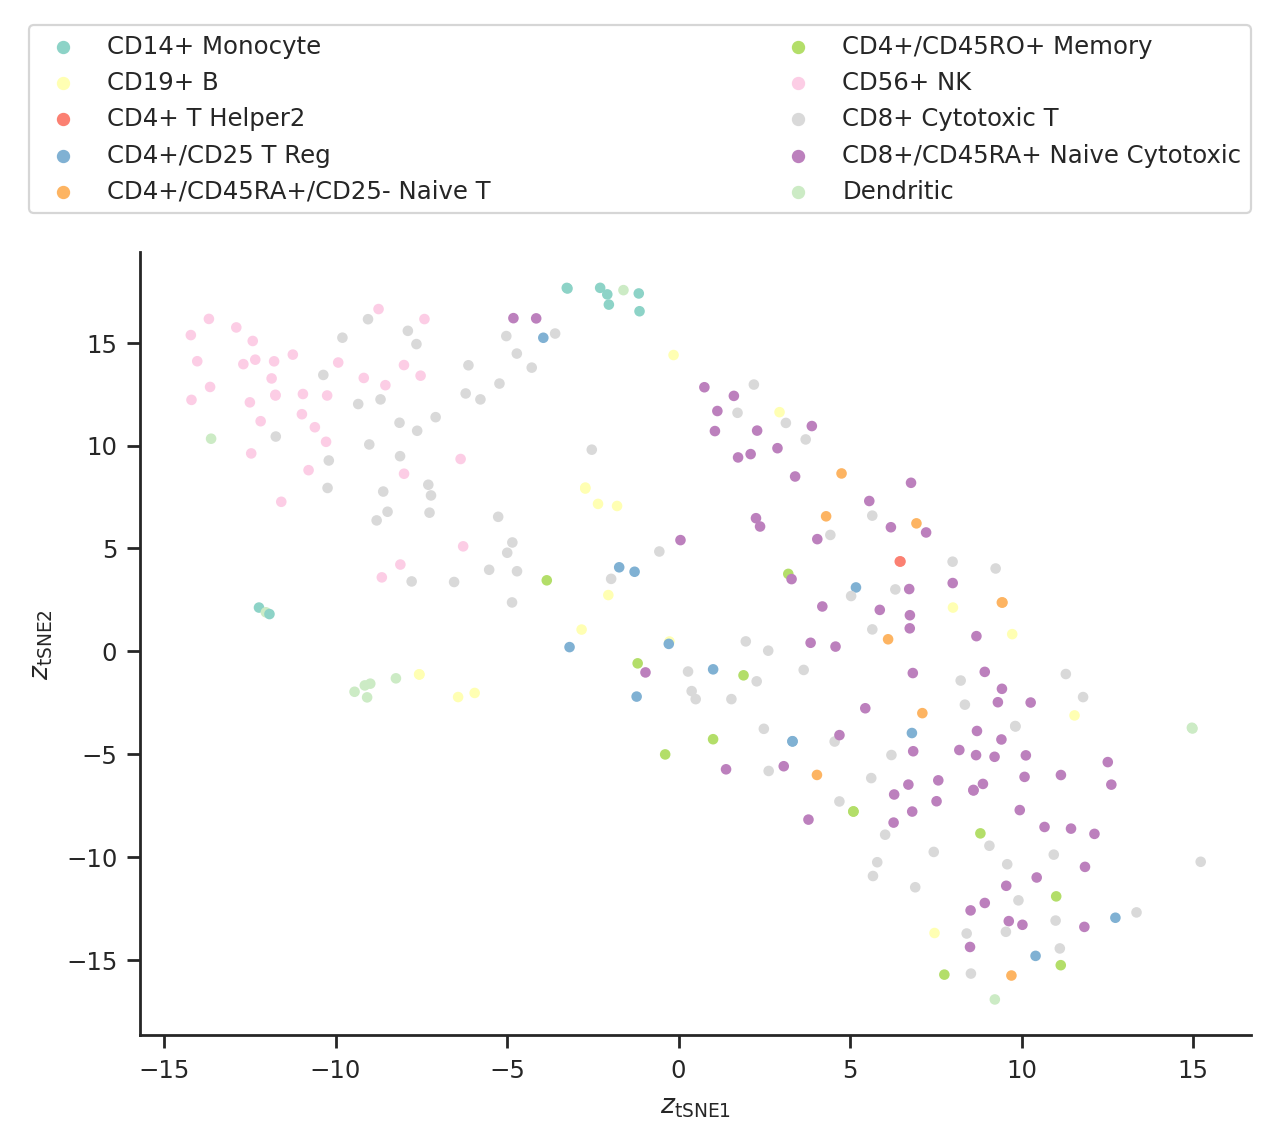 CD14+ Monocyte
CD19+ B
CD4+ T Helper2
CD4+/CD25 T Reg
CD4+/CD45RA+/CD25- Naive T
CD4+/CD45RO+ Memory
CD56+ NK
CD8+ Cytotoxic T
CD8+/CD45RA+ Naive Cytotoxic
Dendritic
15
10
5
0
−5
−10
−15
z_tSNE2
−15 −10 −5 0 5 10 15
z_tSNE1